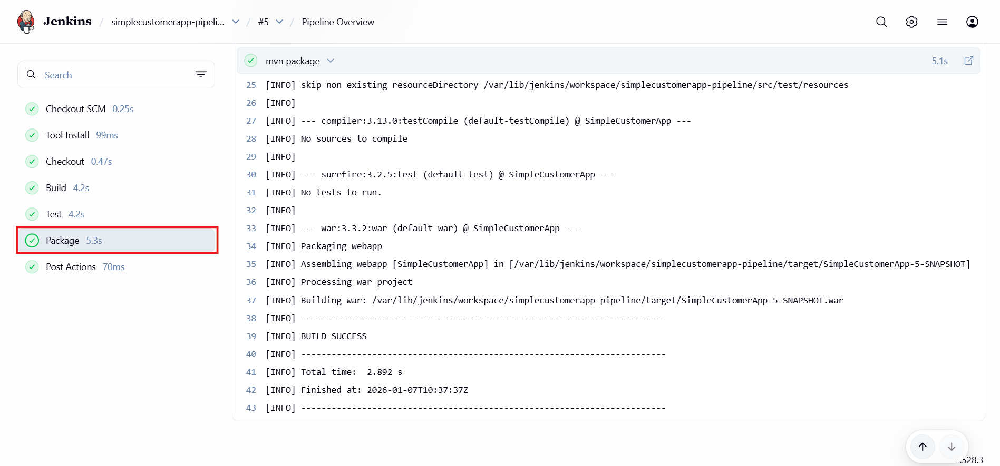 Jenkins / simplecustomerapp-pipeli... / #5 / Pipeline Overview
Search
Checkout SCM 0.25s
Tool Install 99ms
Checkout 0.47s
Build 4.2s
Test 4.2s
Package 5.3s
Post Actions 70ms
mvn package 5.1s
25 [INFO] skip non existing resourceDirectory /var/lib/jenkins/workspace/simplecustomerapp-pipeline/src/test/resources
26 [INFO]
27 [INFO] --- compiler:3.13.0:testCompile (default-testCompile) @ SimpleCustomerApp ---
28 [INFO] No sources to compile
29 [INFO]
30 [INFO] --- surefire:3.2.5:test (default-test) @ SimpleCustomerApp ---
31 [INFO] No tests to run.
32 [INFO]
33 [INFO] --- war:3.3.2:war (default-war) @ SimpleCustomerApp ---
34 [INFO] Packaging webapp
35 [INFO] Assembling webapp [SimpleCustomerApp] in [/var/lib/jenkins/workspace/simplecustomerapp-pipeline/target/SimpleCustomerApp-5-SNAPSHOT]
36 [INFO] Processing war project
37 [INFO] Building war: /var/lib/jenkins/workspace/simplecustomerapp-pipeline/target/SimpleCustomerApp-5-SNAPSHOT.war
38 [INFO] ------------------------------------------------------------------------
39 [INFO] BUILD SUCCESS
40 [INFO] ------------------------------------------------------------------------
41 [INFO] Total time:  2.892 s
42 [INFO] Finished at: 2026-01-07T10:37:37Z
43 [INFO] ------------------------------------------------------------------------